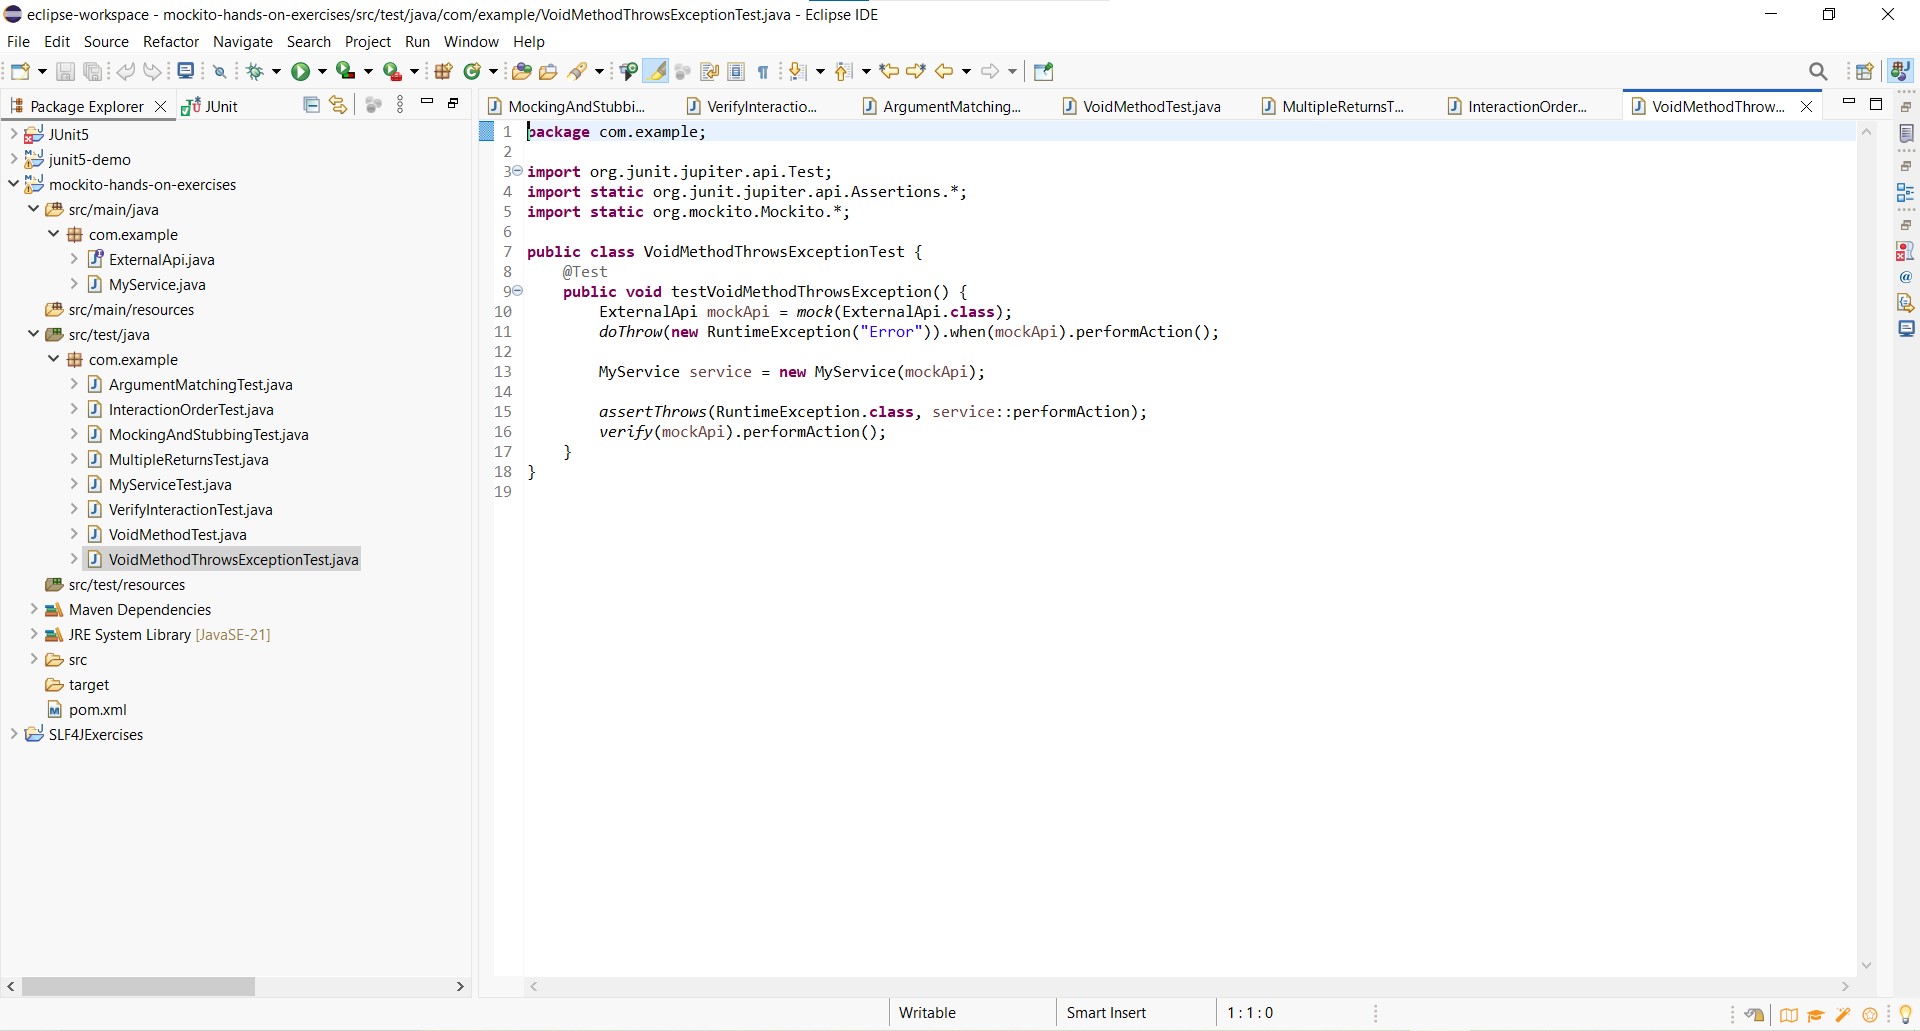 eclipse-workspace - mockito-hands-on-exercises/src/test/java/com/example/VoidMethodThrowsExceptionTest.java - Eclipse IDE
File Edit Source Refactor Navigate Search Project Run Window Help
Package Explorer JUnit
JUnit5
junit5-demo
mockito-hands-on-exercises
src/main/java
com.example
ExternalApi.java
MyService.java
src/main/resources
src/test/java
com.example
ArgumentMatchingTest.java
InteractionOrderTest.java
MockingAndStubbingTest.java
MultipleReturnsTest.java
MyServiceTest.java
VerifyInteractionTest.java
VoidMethodTest.java
VoidMethodThrowsExceptionTest.java
src/test/resources
Maven Dependencies
JRE System Library [JavaSE-21]
src
target
pom.xml
SLF4JExercises
MockingAndStubbi... VerifyInteractio... ArgumentMatching... VoidMethodTest.java MultipleReturnsT... InteractionOrder... VoidMethodThrow...
1 package com.example;
2
3 import org.junit.jupiter.api.Test;
4 import static org.junit.jupiter.api.Assertions.*;
5 import static org.mockito.Mockito.*;
6
7 public class VoidMethodThrowsExceptionTest {
8     @Test
9     public void testVoidMethodThrowsException() {
10         ExternalApi mockApi = mock(ExternalApi.class);
11         doThrow(new RuntimeException("Error")).when(mockApi).performAction();
12
13         MyService service = new MyService(mockApi);
14
15         assertThrows(RuntimeException.class, service::performAction);
16         verify(mockApi).performAction();
17     }
18 }
19
Writable Smart Insert 1 : 1 : 0